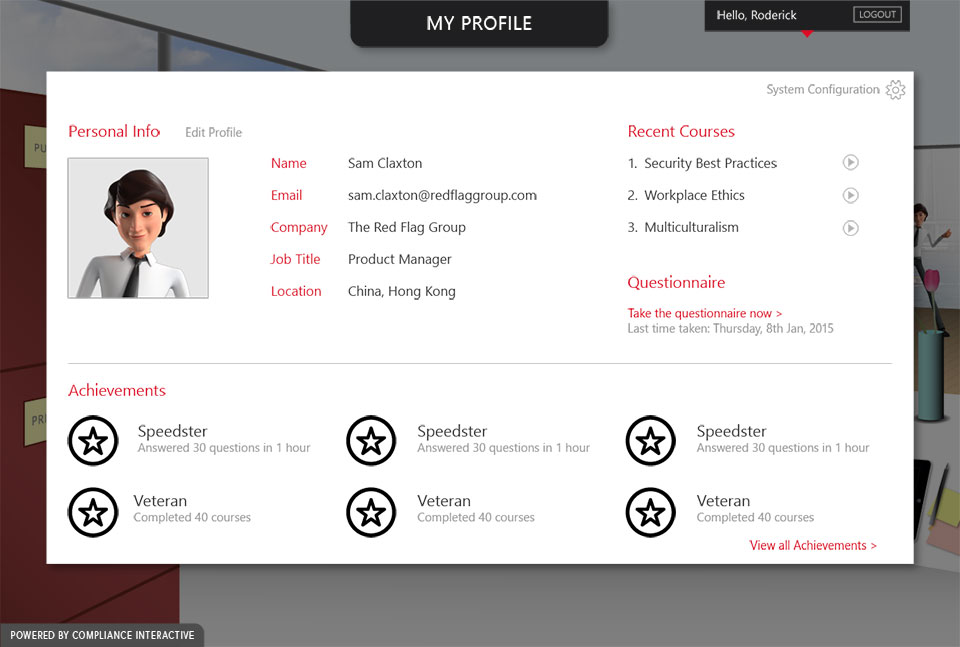 MY PROFILE
Hello, Roderick
LOGOUT
System Configuration
Personal Info
Edit Profile
Name Sam Claxton
Email sam.claxton@redflaggroup.com
Company The Red Flag Group
Job Title Product Manager
Location China, Hong Kong
Recent Courses
1. Security Best Practices
2. Workplace Ethics
3. Multiculturalism
Questionnaire
Take the questionnaire now >
Last time taken: Thursday, 8th Jan, 2015
Achievements
Speedster
Answered 30 questions in 1 hour
Speedster
Answered 30 questions in 1 hour
Speedster
Answered 30 questions in 1 hour
Veteran
Completed 40 courses
Veteran
Completed 40 courses
Veteran
Completed 40 courses
View all Achievements >
POWERED BY COMPLIANCE INTERACTIVE